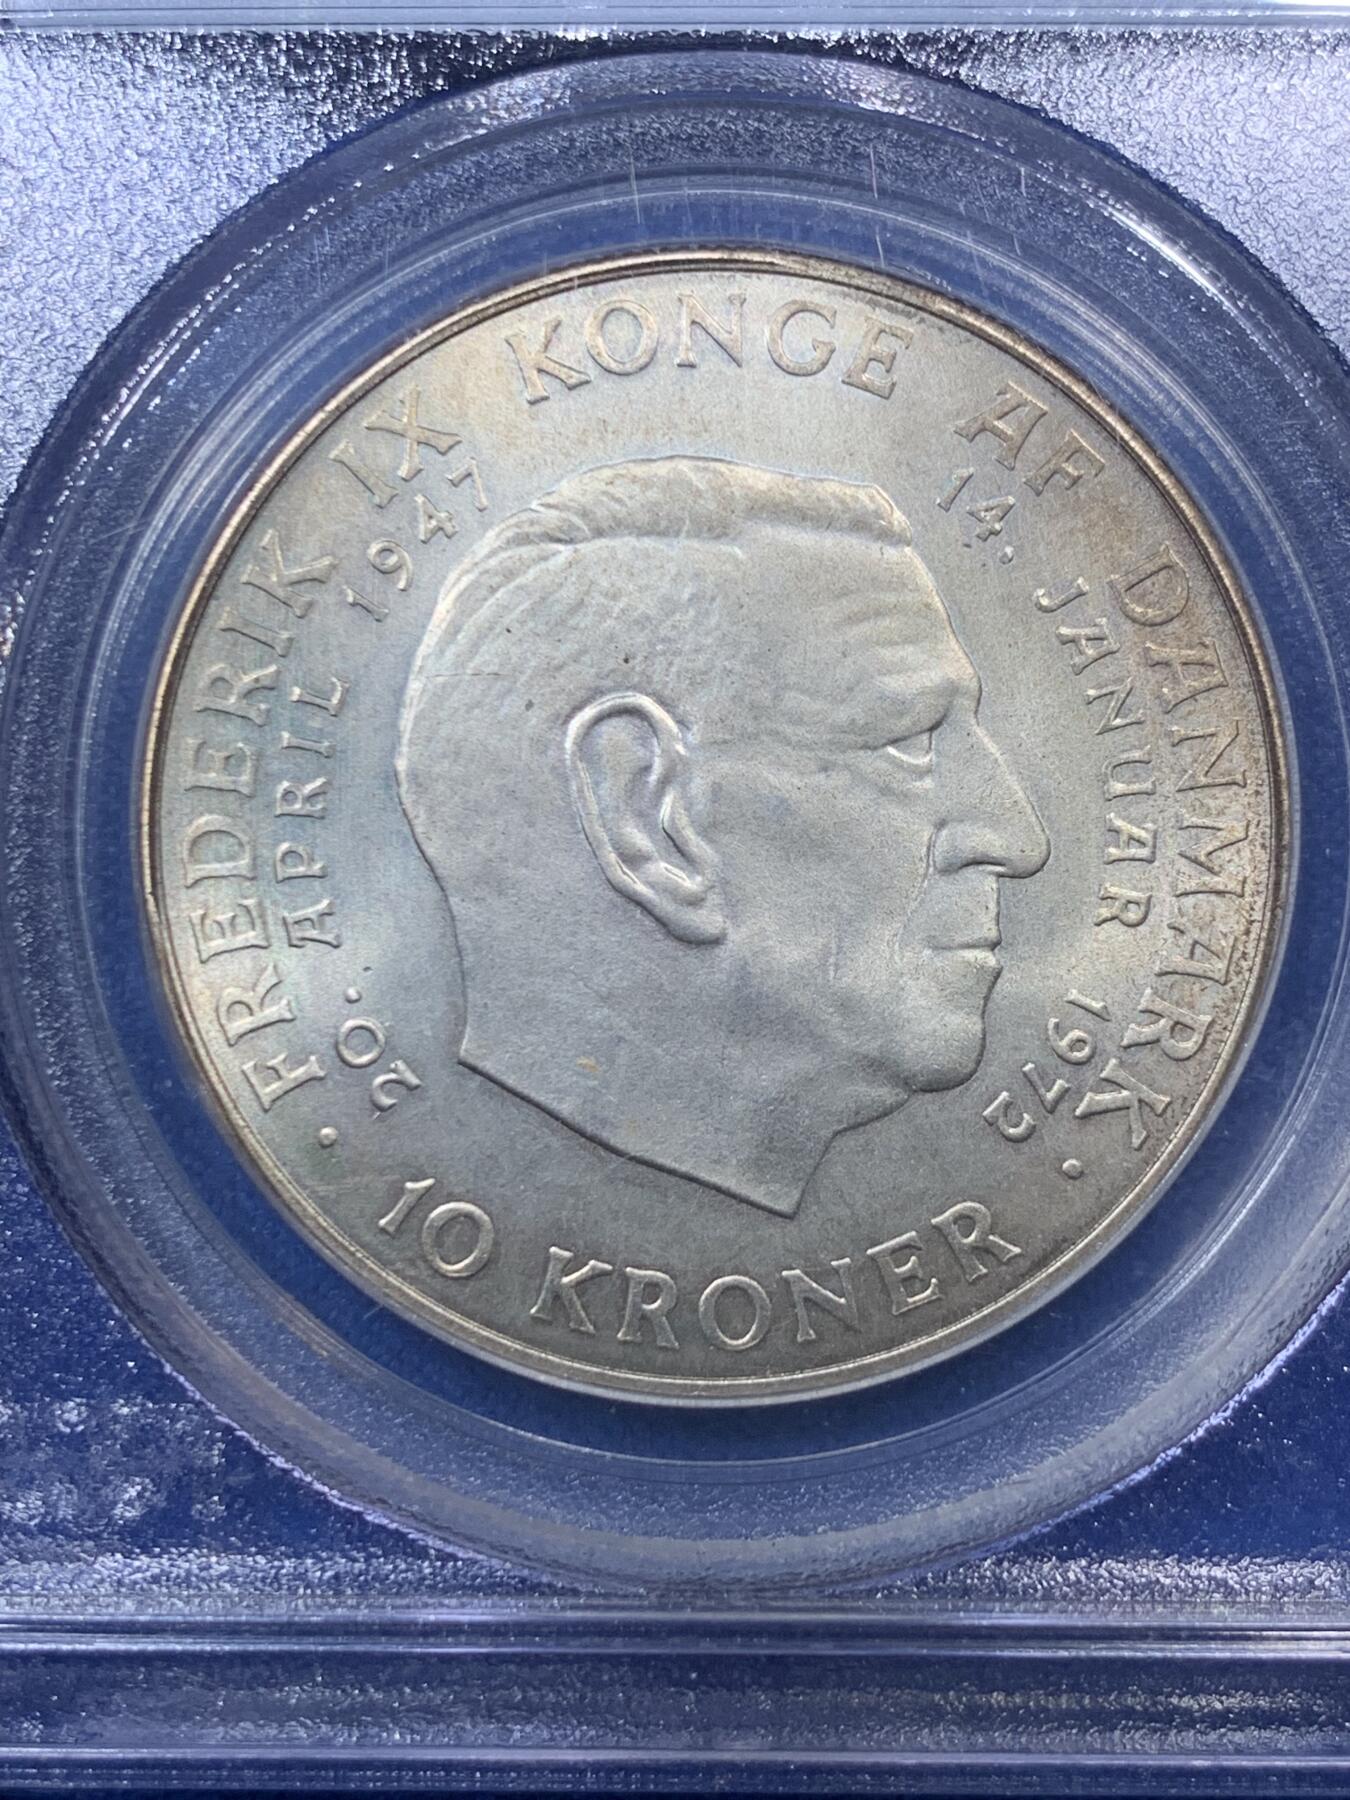 FREDERIK IX KONGE AF DANMARK
20. APRIL 1947
14. JANUAR 1972
· 10 KRONER ·